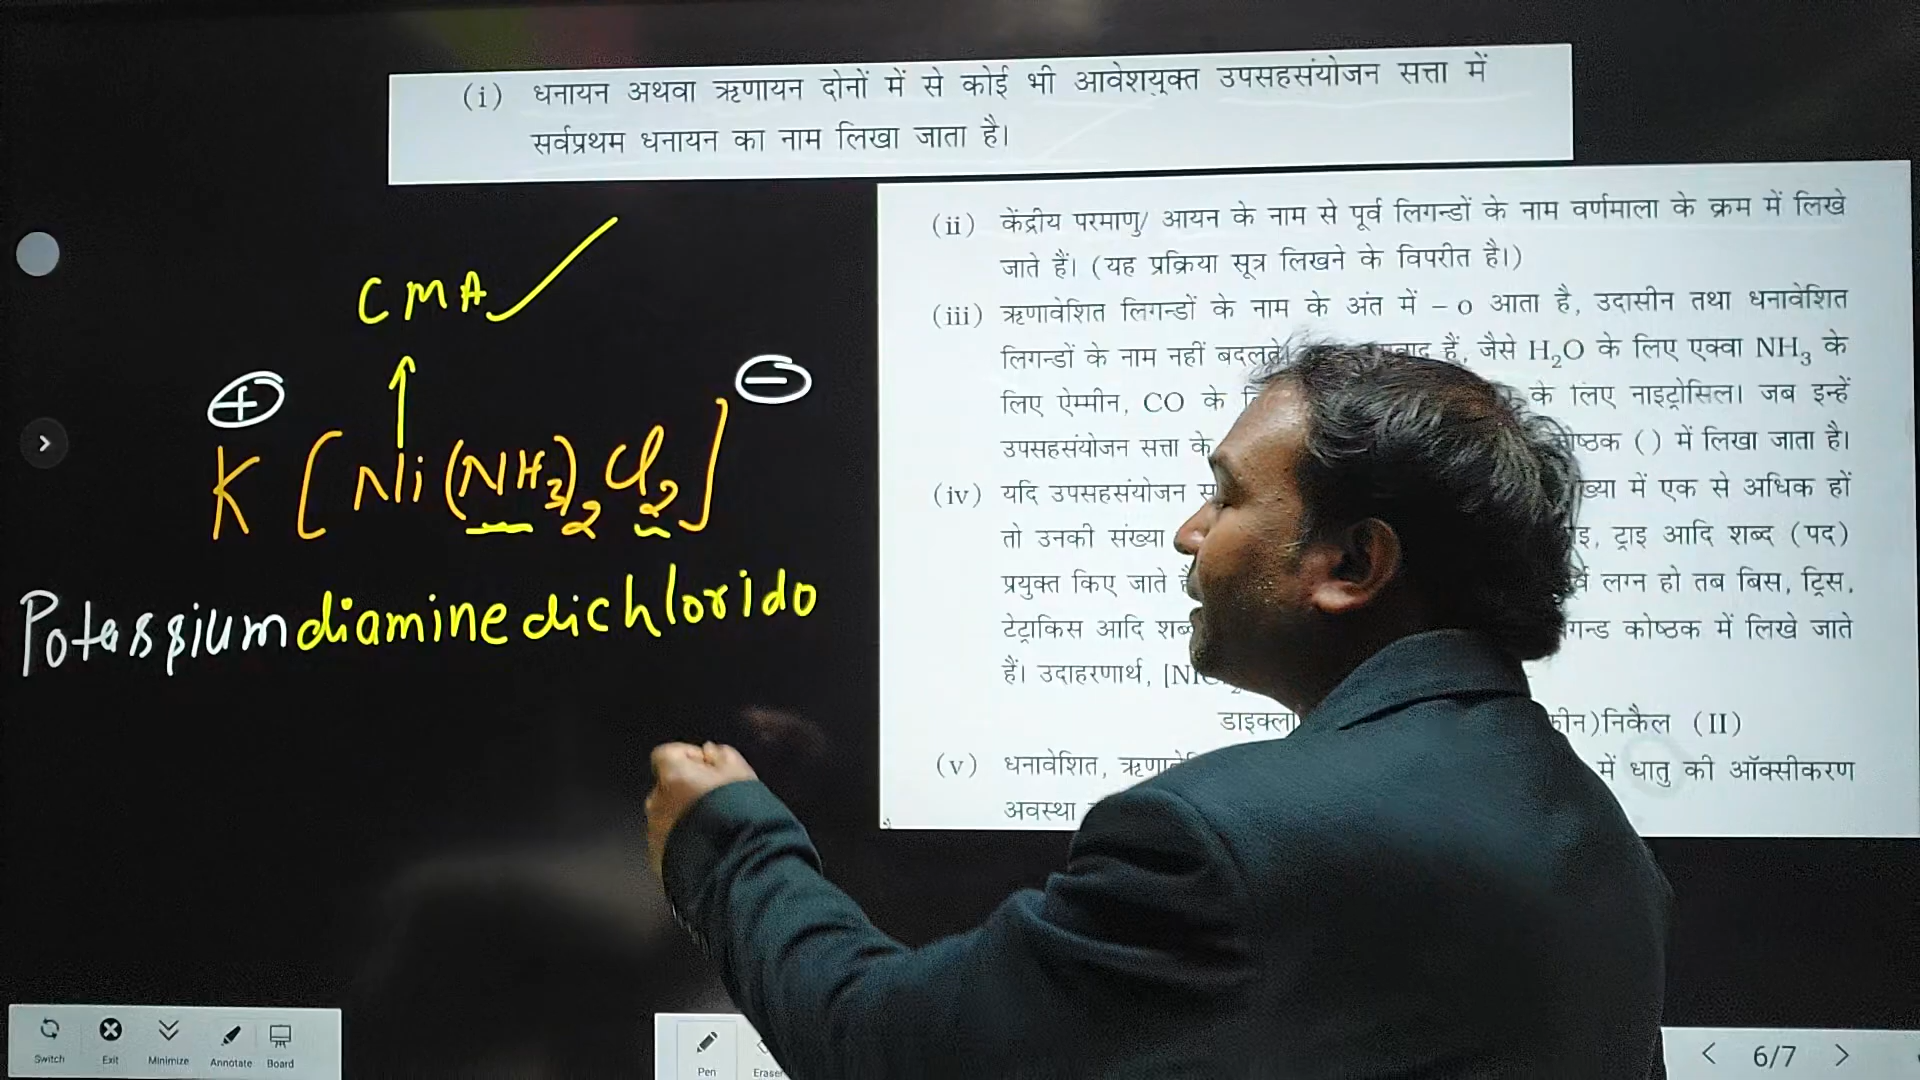 (i) धनायन अथवा ऋणायन दोनों में से कोई भी आवेशयुक्त उपसहसंयोजन सत्ता में
सर्वप्रथम धनायन का नाम लिखा जाता है।
CMA
+ -
K [Ni(NH3)2Cl2]
Potassium diamine dichlorido
(ii) केंद्रीय परमाणु/ आयन के नाम से पूर्व लिगन्डों के नाम वर्णमाला के क्रम में लिखे
जाते हैं। (यह प्रक्रिया सूत्र लिखने के विपरीत है।)
(iii) ऋणावेशित लिगन्डों के नाम के अंत में – o आता है, उदासीन तथा धनावेशित
लिगन्डों के नाम नहीं बदलते। हैं, जैसे H2O के लिए एक्वा NH3 के
लिए ऐम्मीन, CO के के लिए नाइट्रोसिल। जब इन्हें
उपसहसंयोजन सत्ता के () में लिखा जाता है।
(iv) यदि उपसहसंयोजन में एक से अधिक हों
तो उनकी संख्या ट्राइ आदि शब्द (पद)
प्रयुक्त किए जाते लग्न हो तब बिस, ट्रिस,
टेट्राकिस आदि कोष्ठक में लिखे जाते
हैं। उदाहरणार्थ,
निकैल (II)
(v) धनावेशित, में धातु की ऑक्सीकरण
अवस्था
Switch Exit Minimize Annotate Board
Pen Eraser
< 6/7 >